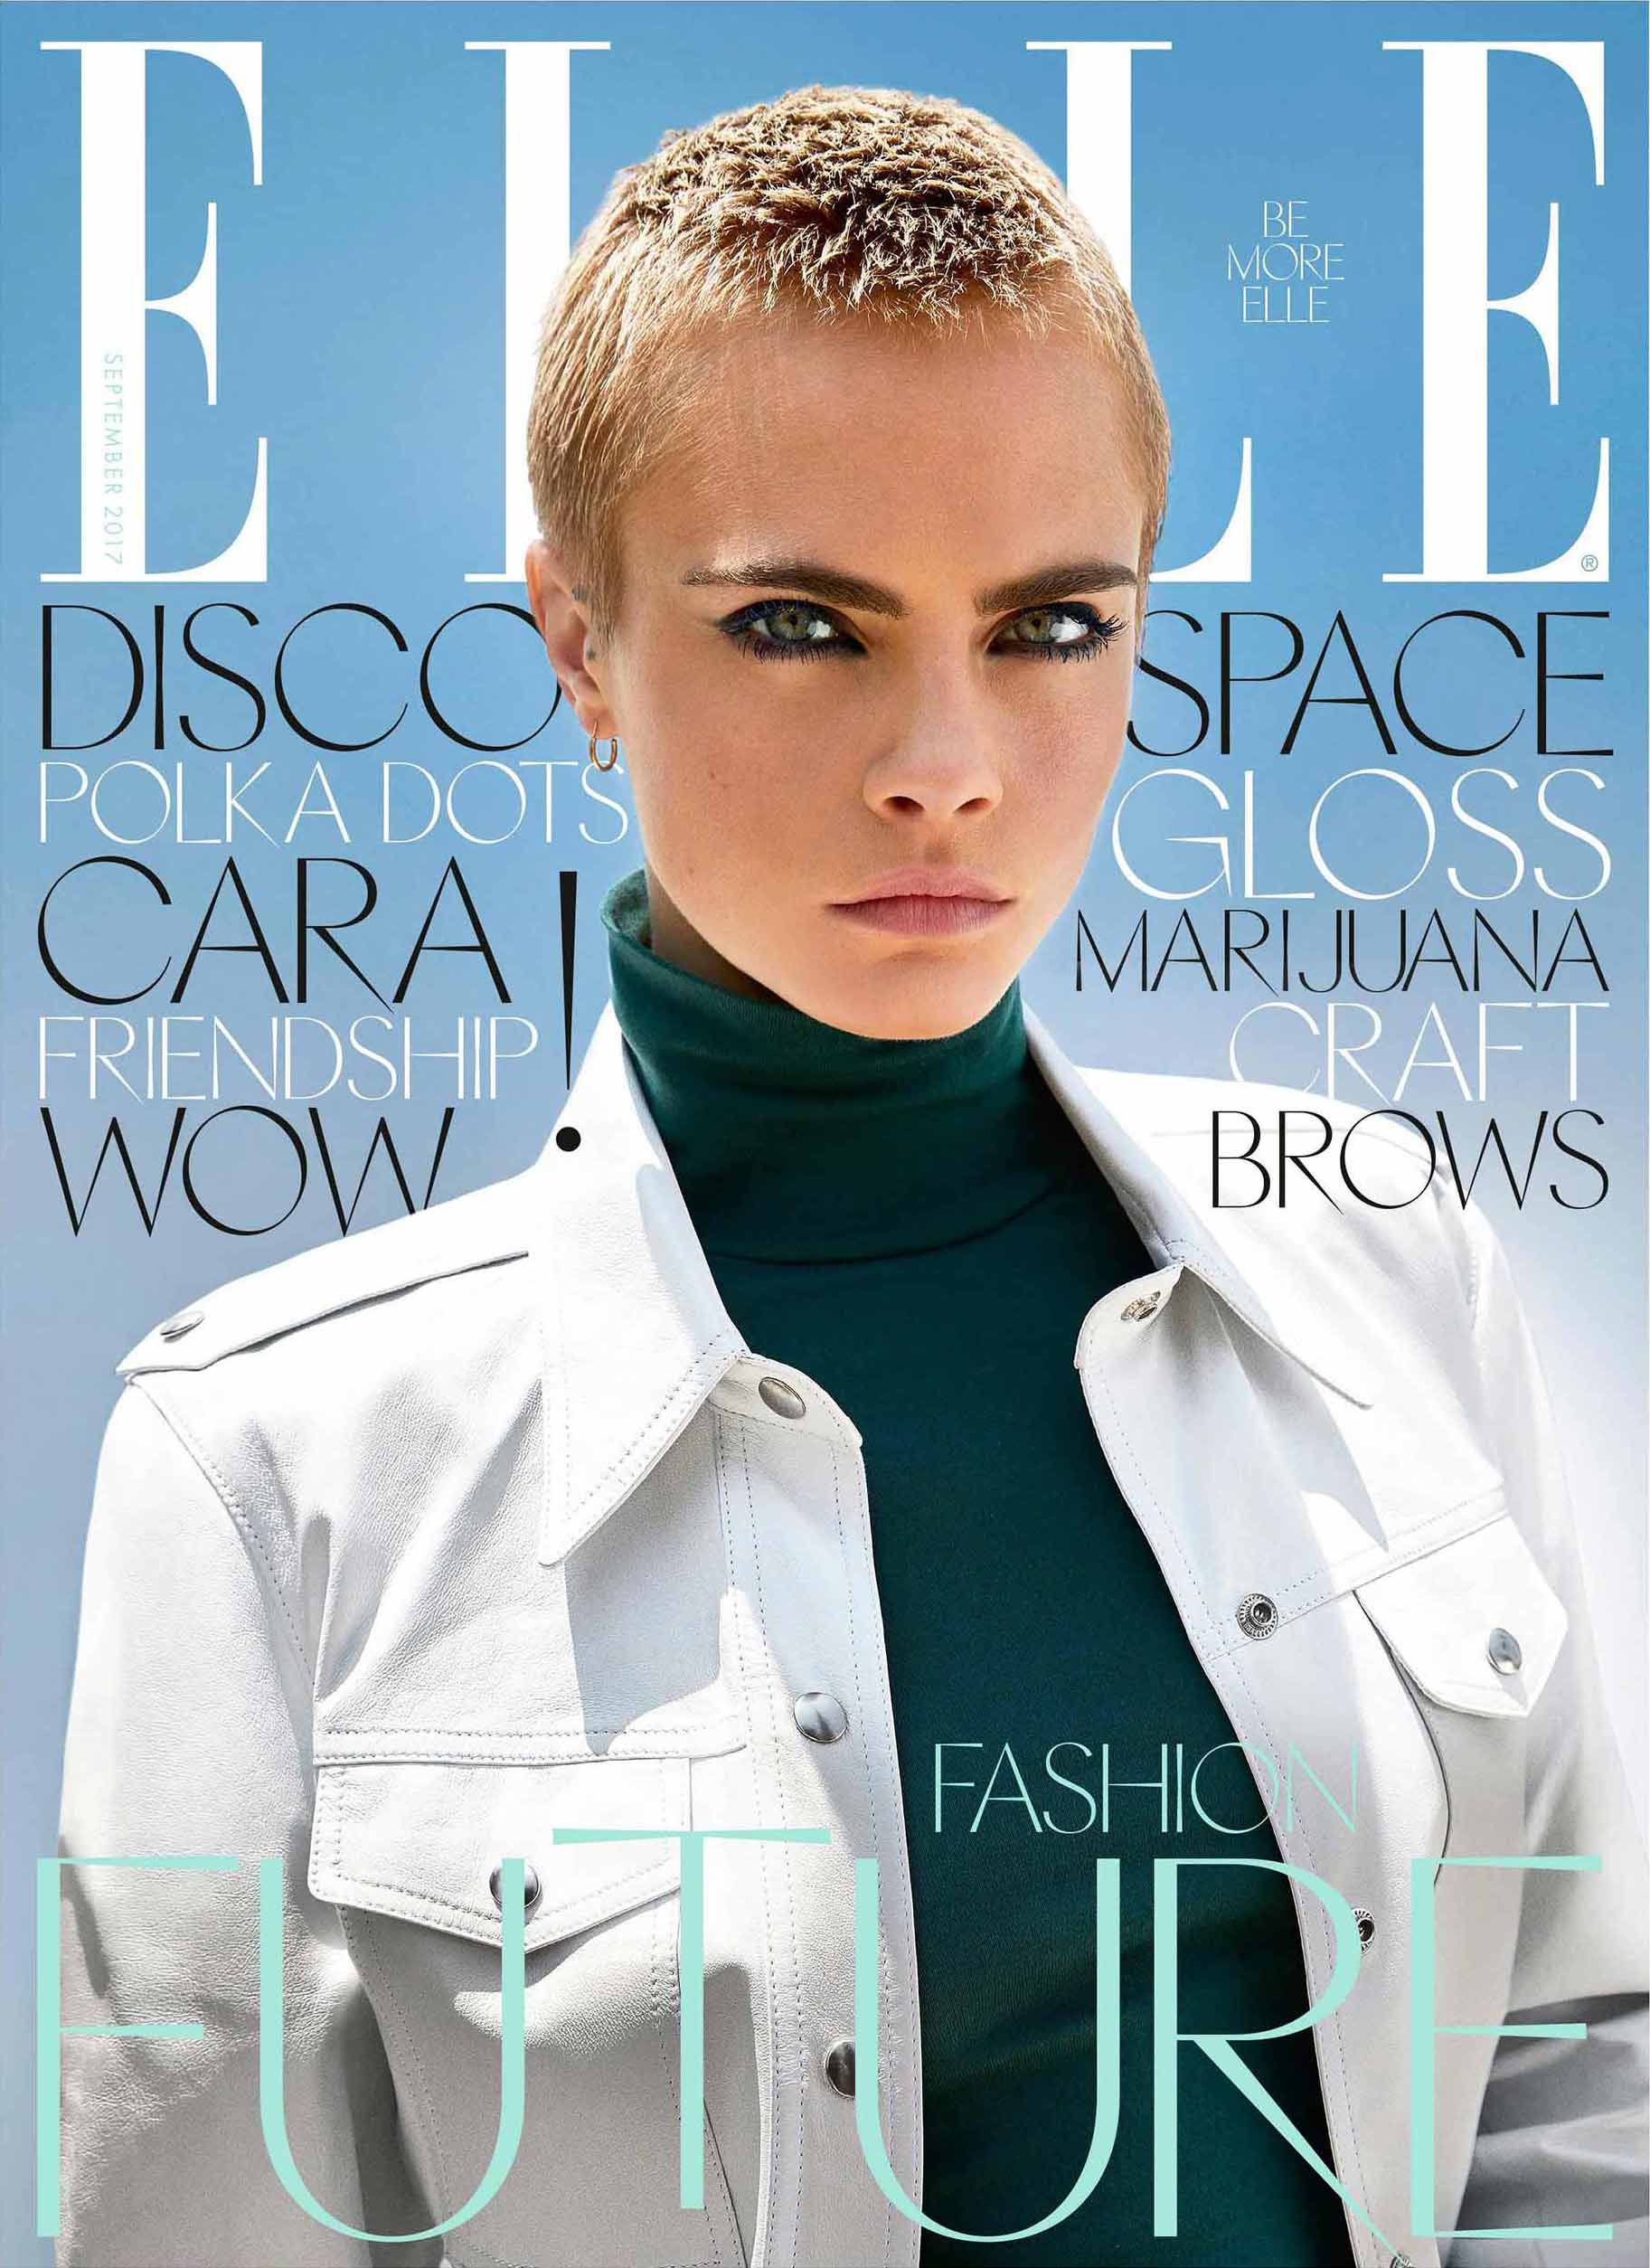 ELLE
BE
MORE
ELLE
SEPTEMBER 2017
®
DISCO
POLKA DOTS
CARA
FRIENDSHIP
WOW!
SPACE
GLOSS
MARIJUANA
CRAFT
BROWS
FASHION
FUTURE